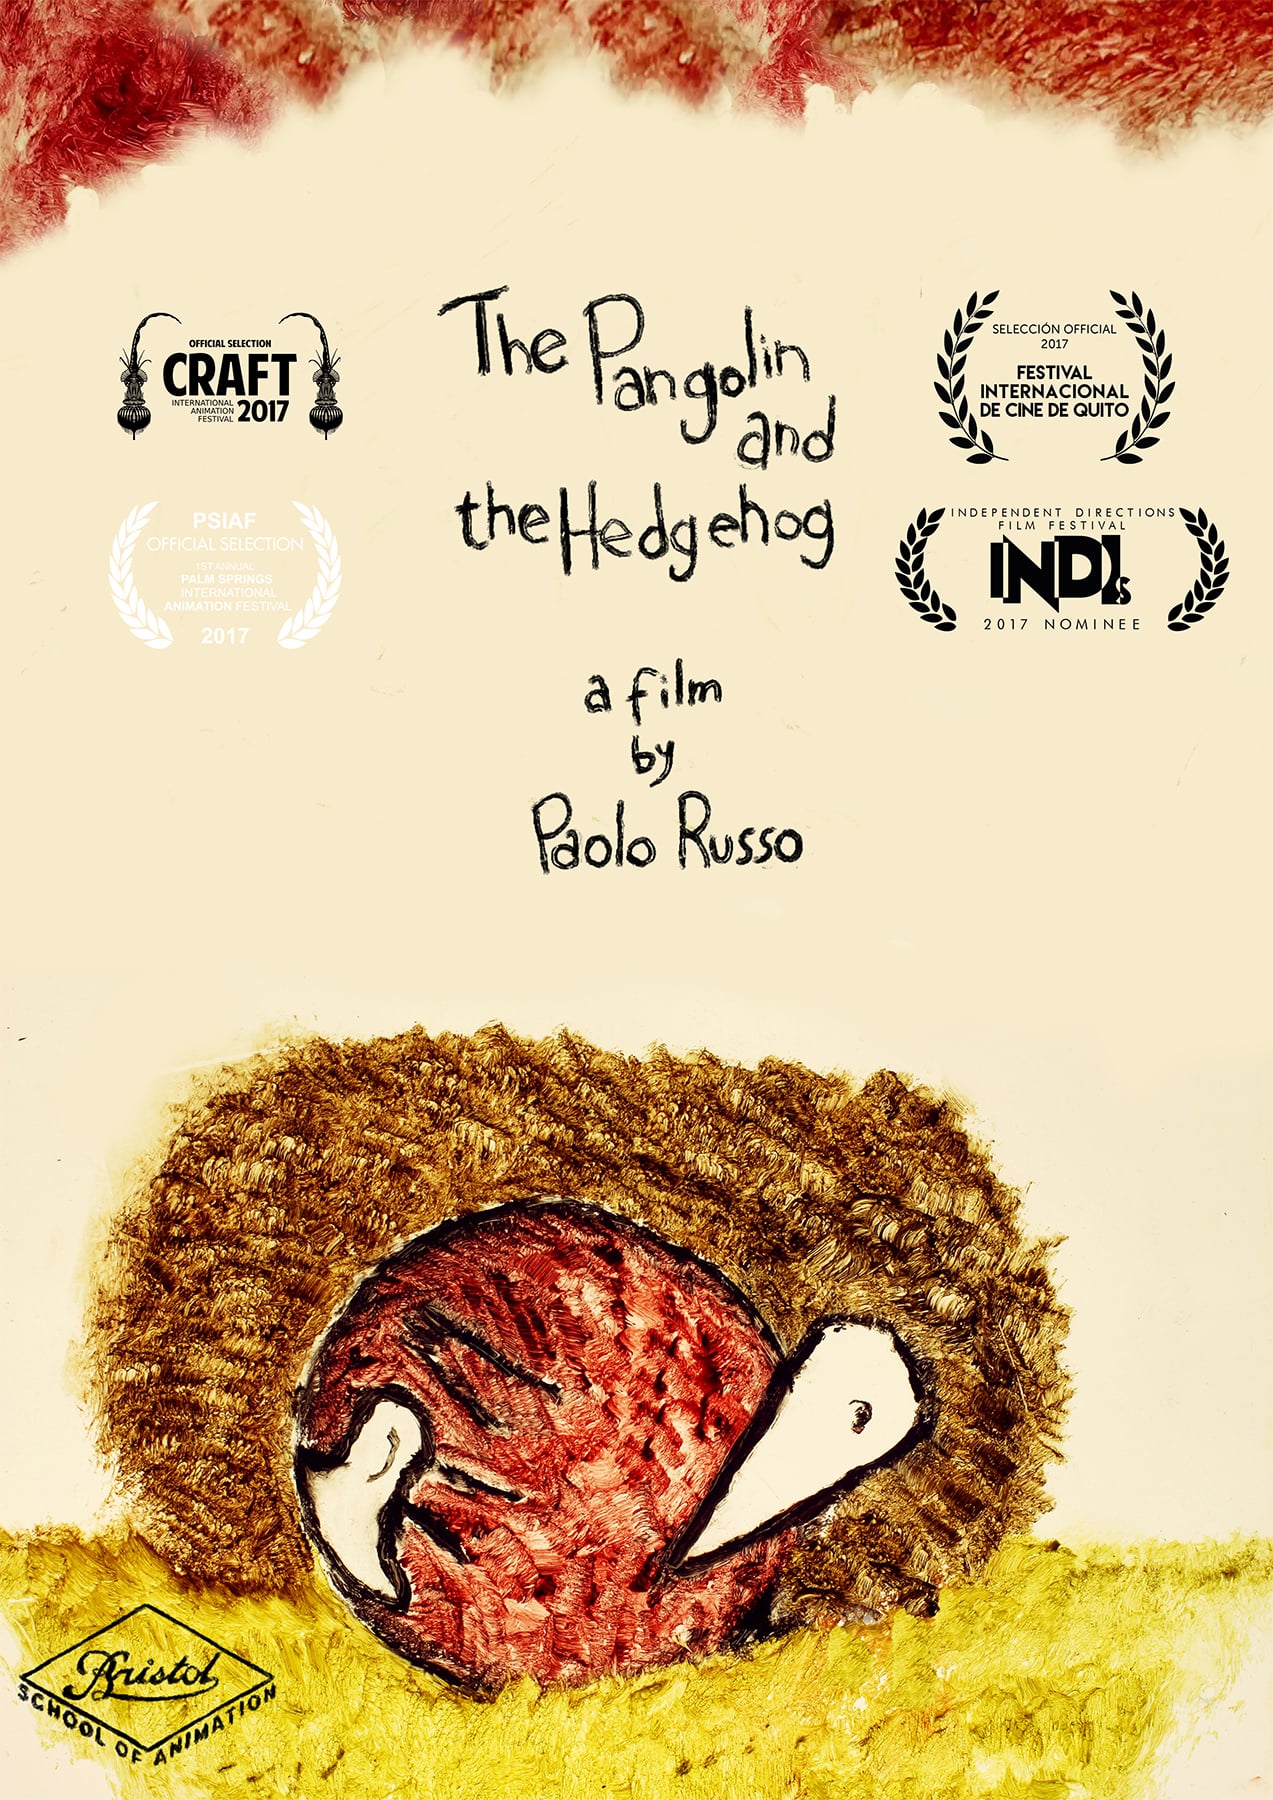 The Pangolin
and
the Hedgehog
a film
by
Paolo Russo
OFFICIAL SELECTION
CRAFT
INTERNATIONAL
ANIMATION
FESTIVAL
2017
PSIAF
OFFICIAL SELECTION
1ST ANNUAL
PALM SPRINGS
INTERNATIONAL
ANIMATION FESTIVAL
2017
SELECCIÓN OFFICIAL
2017
FESTIVAL
INTERNACIONAL
DE CINE DE QUITO
INDEPENDENT DIRECTIONS
FILM FESTIVAL
INDI.s
2017 NOMINEE
Bristol
SCHOOL OF ANIMATION